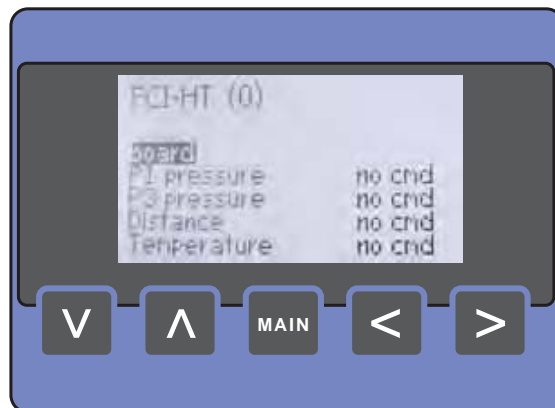 FCI-HT (0)
board
P1 pressure no cmd
P3 pressure no cmd
Distance no cmd
Temperature no cmd
V Λ MAIN < >